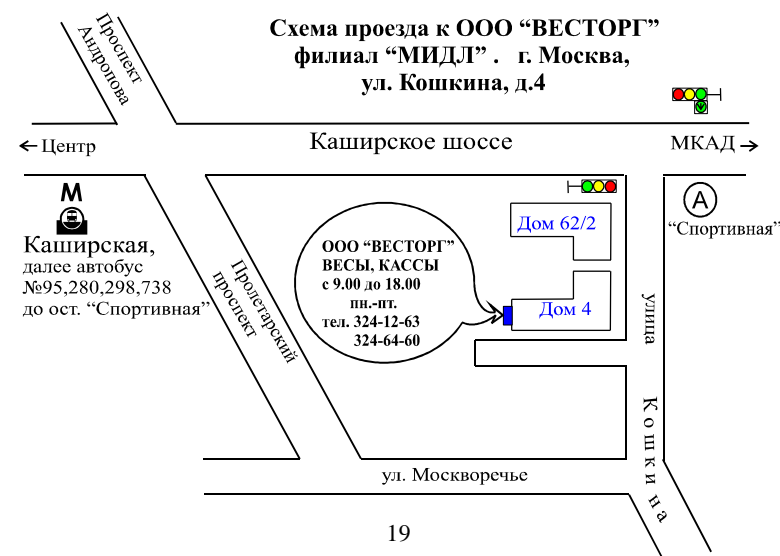 Схема проезда к ООО “ВЕСТОРГ”
филиал “МИДЛ” . г. Москва,
ул. Кошкина, д.4
Проспект
Андропова
← Центр
Каширское шоссе
МКАД →
М
Каширская,
далее автобус
№95,280,298,738
до ост. “Спортивная”
А
“Спортивная”
Дом 62/2
ООО “ВЕСТОРГ”
ВЕСЫ, КАССЫ
с 9.00 до 18.00
пн.-пт.
тел. 324-12-63
324-64-60
Дом 4
Пролетарский
проспект
улица
Кошкина
ул. Москворечье
19